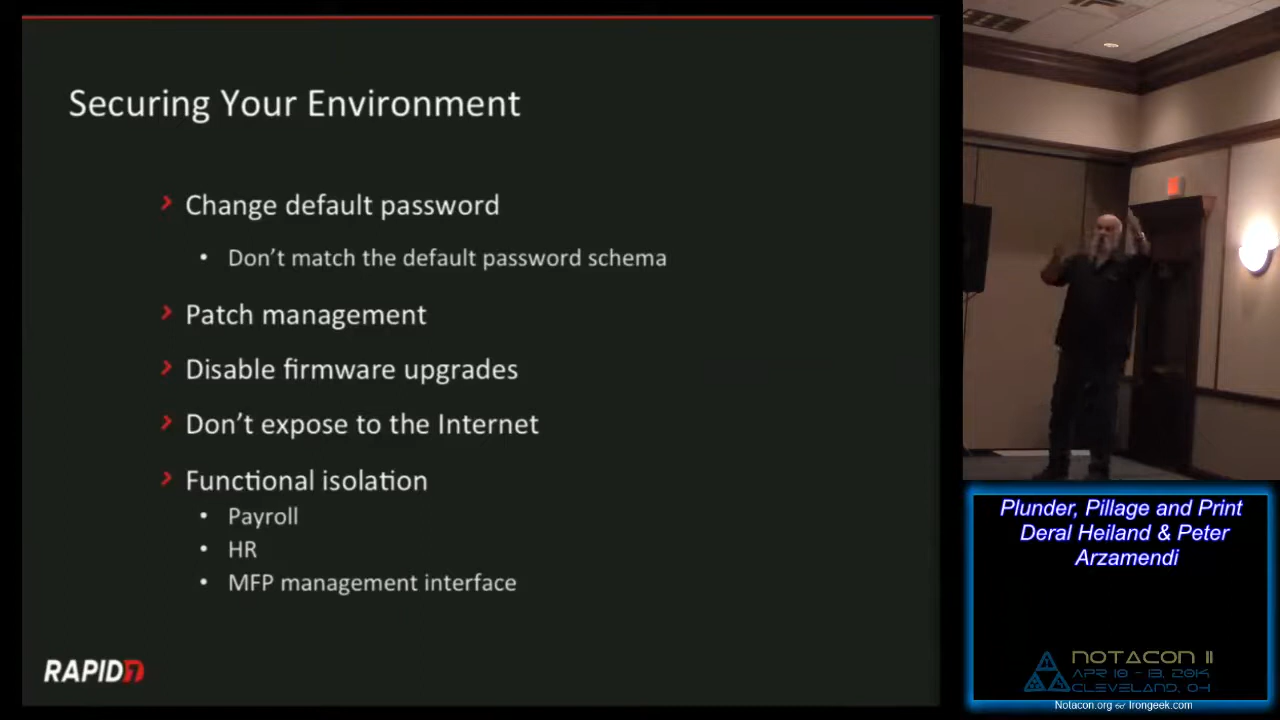 Securing Your Environment
Change default password
Don't match the default password schema
Patch management
Disable firmware upgrades
Don't expose to the Internet
Functional isolation
Payroll
HR
MFP management interface
RAPID7
Plunder, Pillage and Print
Deral Heiland & Peter
Arzamendi
NOTACON 11
APR 10 - 13, 2014
CLEVELAND, OH
Notacon.org & Irongeek.com